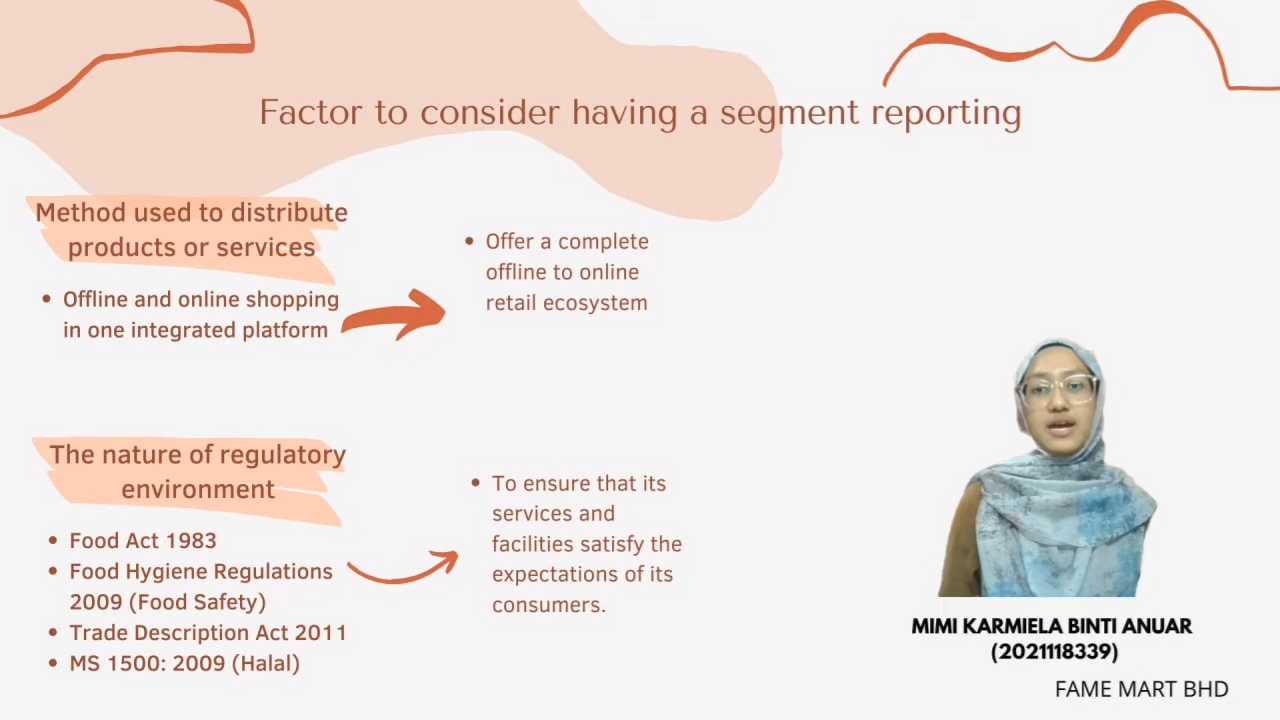 Factor to consider having a segment reporting
Method used to distribute
products or services
• Offline and online shopping
in one integrated platform
• Offer a complete
offline to online
retail ecosystem
The nature of regulatory
environment
• Food Act 1983
• Food Hygiene Regulations
2009 (Food Safety)
• Trade Description Act 2011
• MS 1500: 2009 (Halal)
• To ensure that its
services and
facilities satisfy the
expectations of its
consumers.
MIMI KARMIELA BINTI ANUAR
(2021118339)
FAME MART BHD